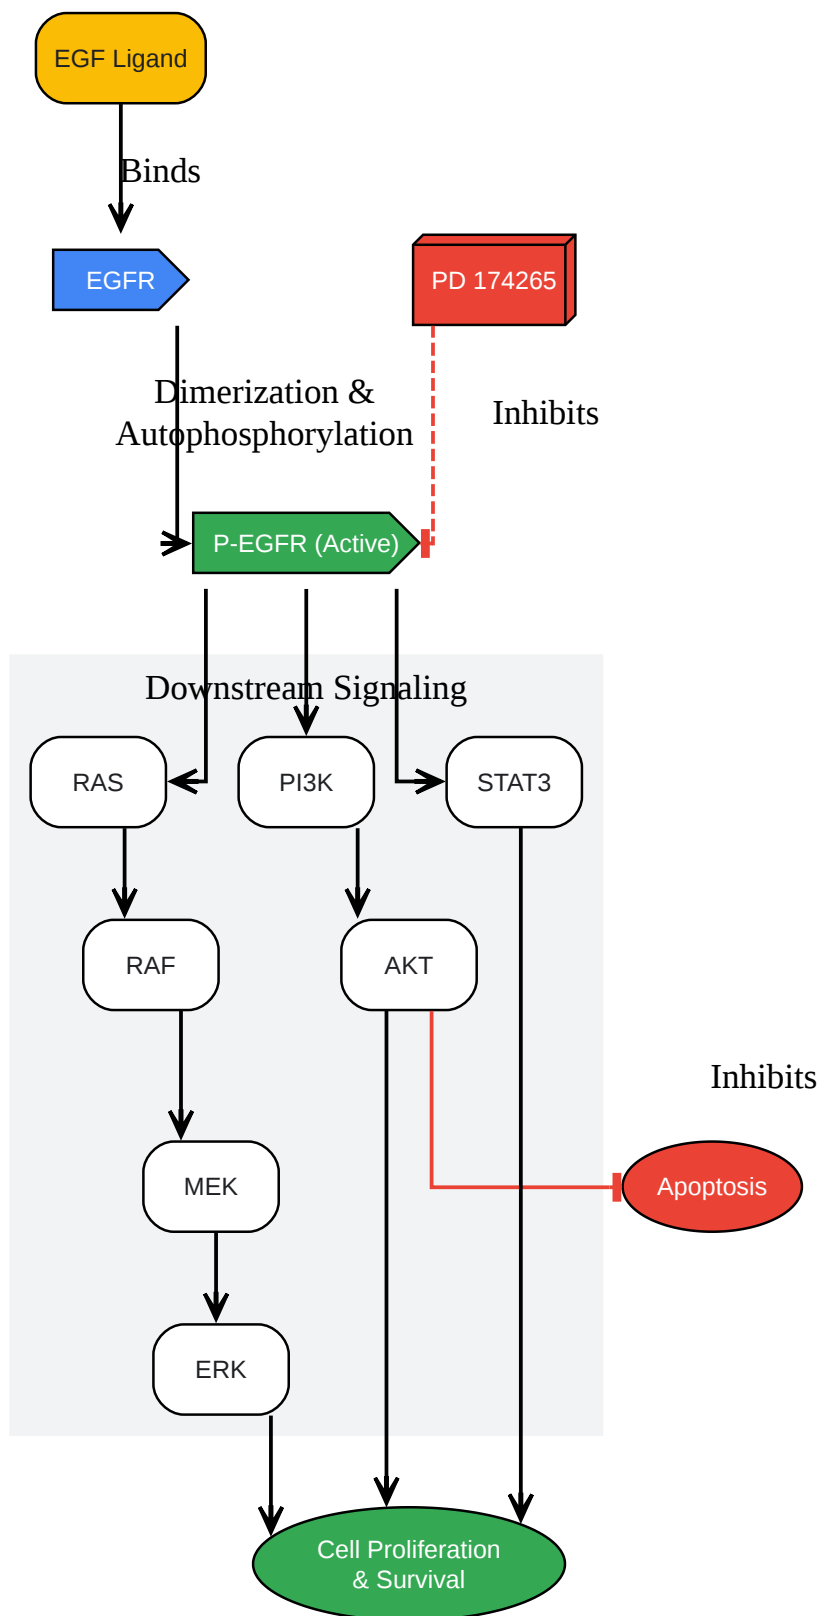 EGF Ligand
Binds
EGFR
PD 174265
Dimerization &
Autophosphorylation
Inhibits
P-EGFR (Active)
Downstream Signaling
RAS
PI3K
STAT3
RAF
AKT
Inhibits
MEK
Apoptosis
ERK
Cell Proliferation
& Survival